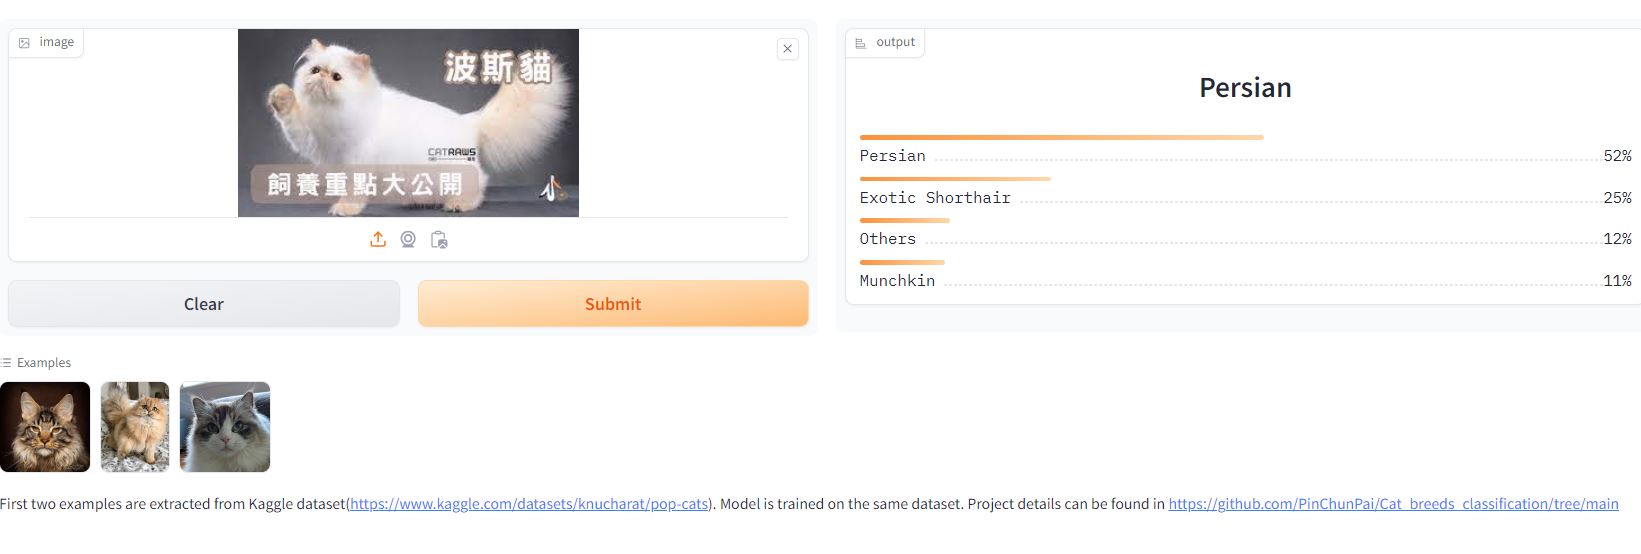 image
波斯貓
CATPAWS
飼養重點大公開
Clear
Submit
output
Persian
Persian 52%
Exotic Shorthair 25%
Others 12%
Munchkin 11%
Examples
First two examples are extracted from Kaggle dataset(https://www.kaggle.com/datasets/knucharat/pop-cats). Model is trained on the same dataset. Project details can be found in https://github.com/PinChunPai/Cat_breeds_classification/tree/main